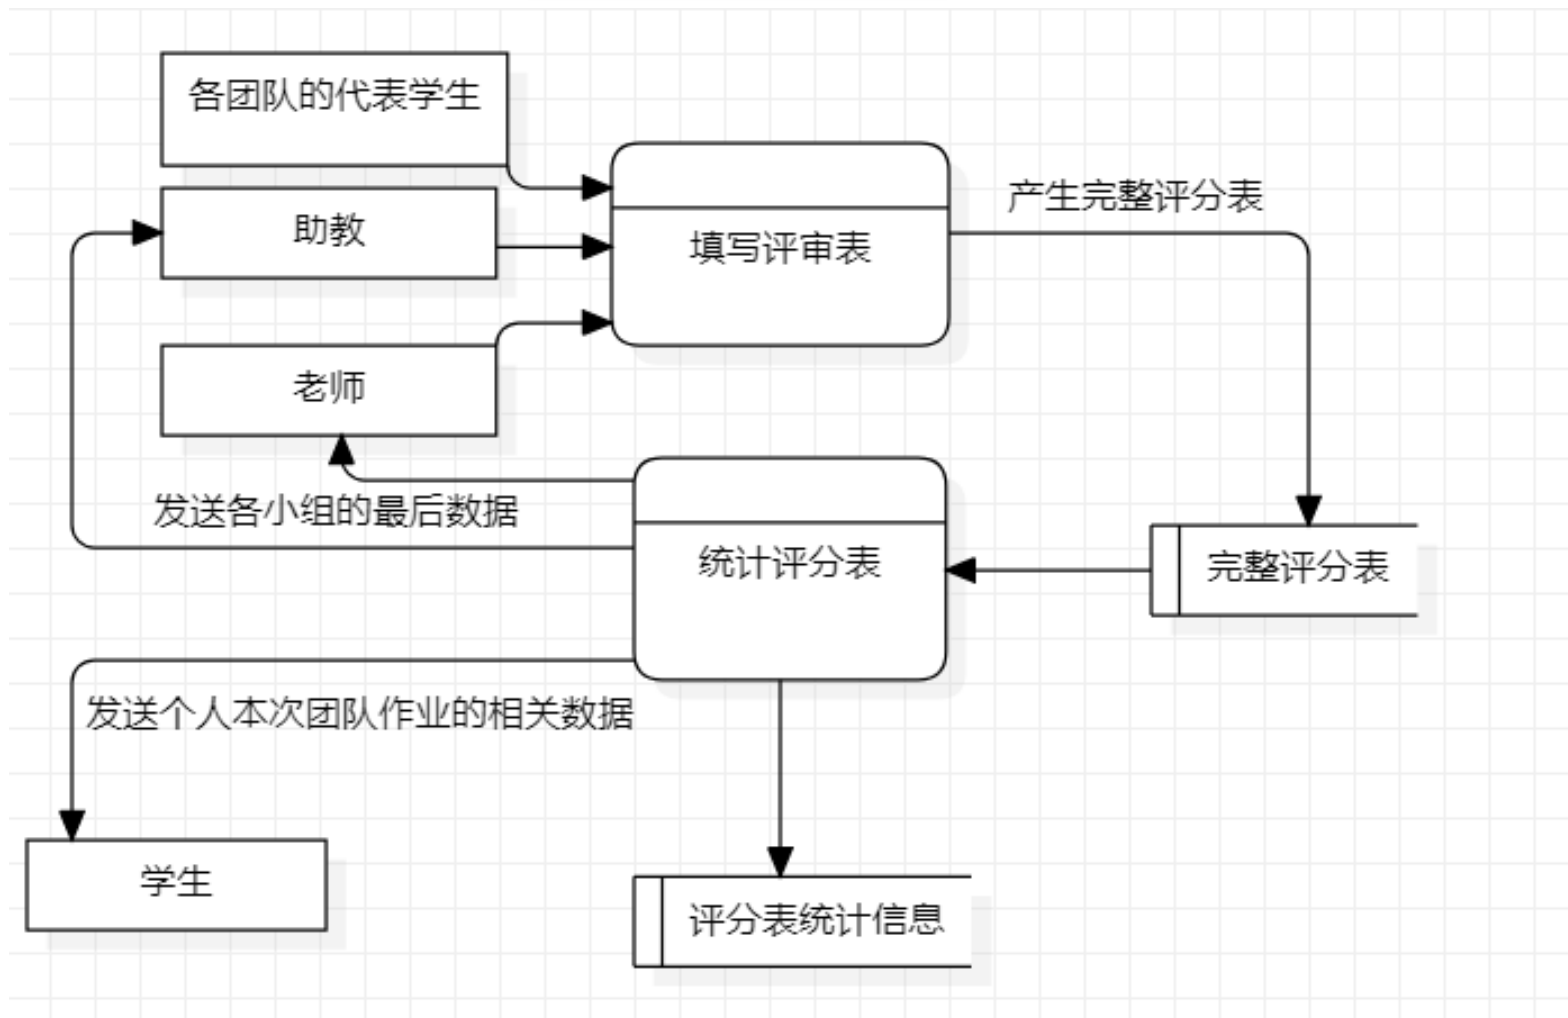 各团队的代表学生
助教
填写评审表
产生完整评分表
老师
发送各小组的最后数据
统计评分表
完整评分表
发送个人本次团队作业的相关数据
学生
评分表统计信息